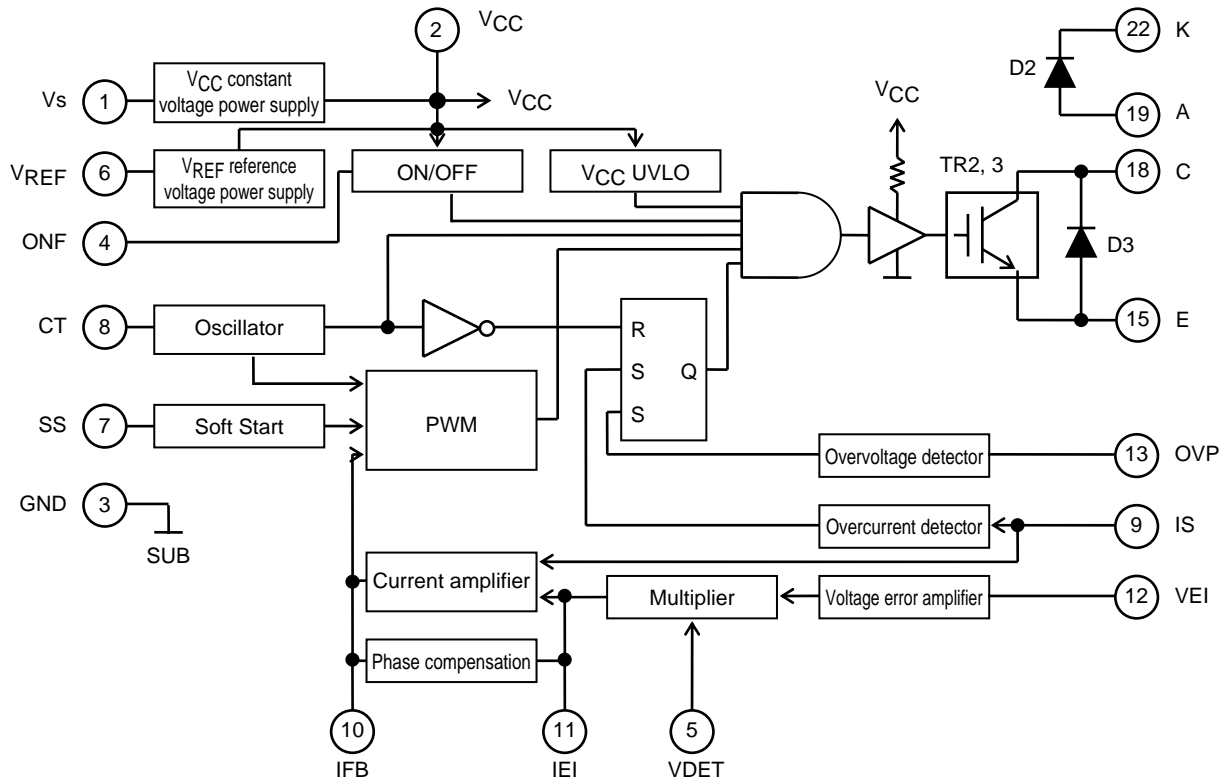 2 VCC
22 K
VCC constant
voltage power supply
Vs 1
VCC
D2
VCC
19 A
VREF 6
VREF reference
voltage power supply
ON/OFF
VCC UVLO
TR2, 3
18 C
ONF 4
D3
CT 8
Oscillator
R
S Q
S
15 E
SS 7
Soft Start
PWM
Overvoltage detector
13 OVP
GND 3
SUB
Overcurrent detector
9 IS
Current amplifier
Multiplier
Voltage error amplifier
12 VEI
Phase compensation
10
IFB
11
IEI
5
VDET